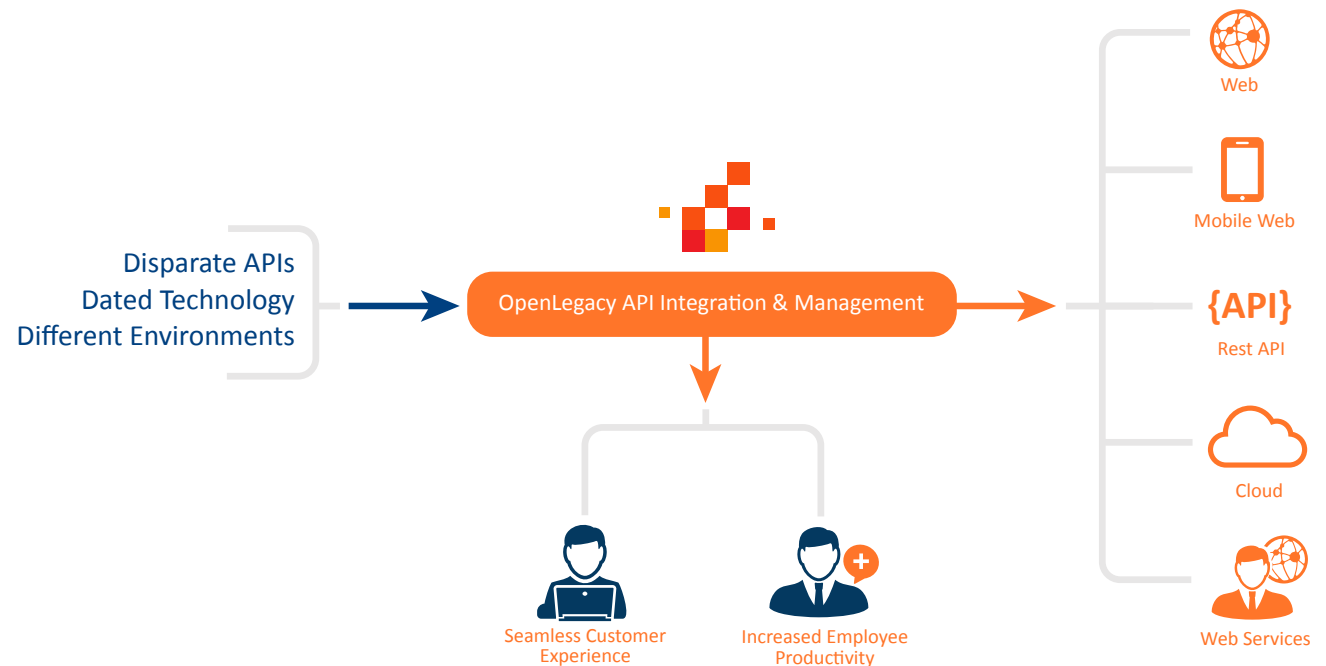 Disparate APIs
Dated Technology
Different Environments
OpenLegacy API Integration & Management
Seamless Customer
Experience
Increased Employee
Productivity
Web
Mobile Web
{API}
Rest API
Cloud
Web Services